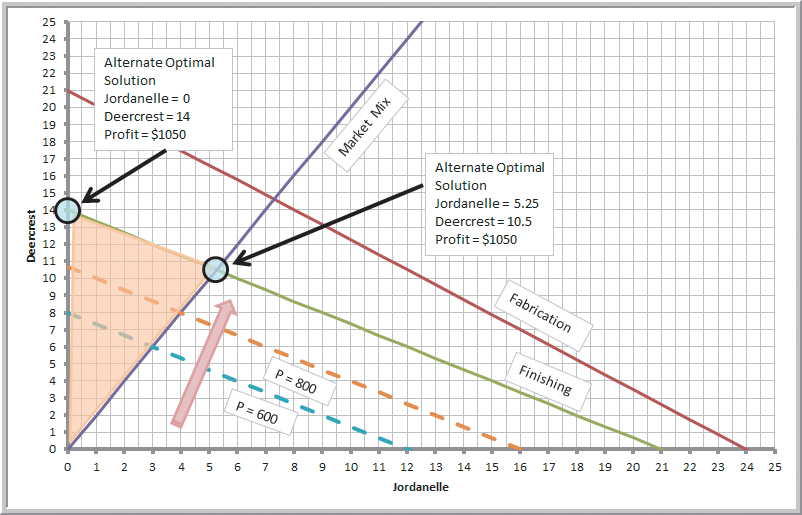 25
24
23
22
21
20
19
18
17
16
15
14
13
12
11
10
9
8
7
6
5
4
3
2
1
0
Deercrest
Alternate Optimal
Solution
Jordanelle = 0
Deercrest = 14
Profit = $1050
Market Mix
Alternate Optimal
Solution
Jordanelle = 5.25
Deercrest = 10.5
Profit = $1050
Fabrication
Finishing
P = 800
P = 600
0 1 2 3 4 5 6 7 8 9 10 11 12 13 14 15 16 17 18 19 20 21 22 23 24 25
Jordanelle